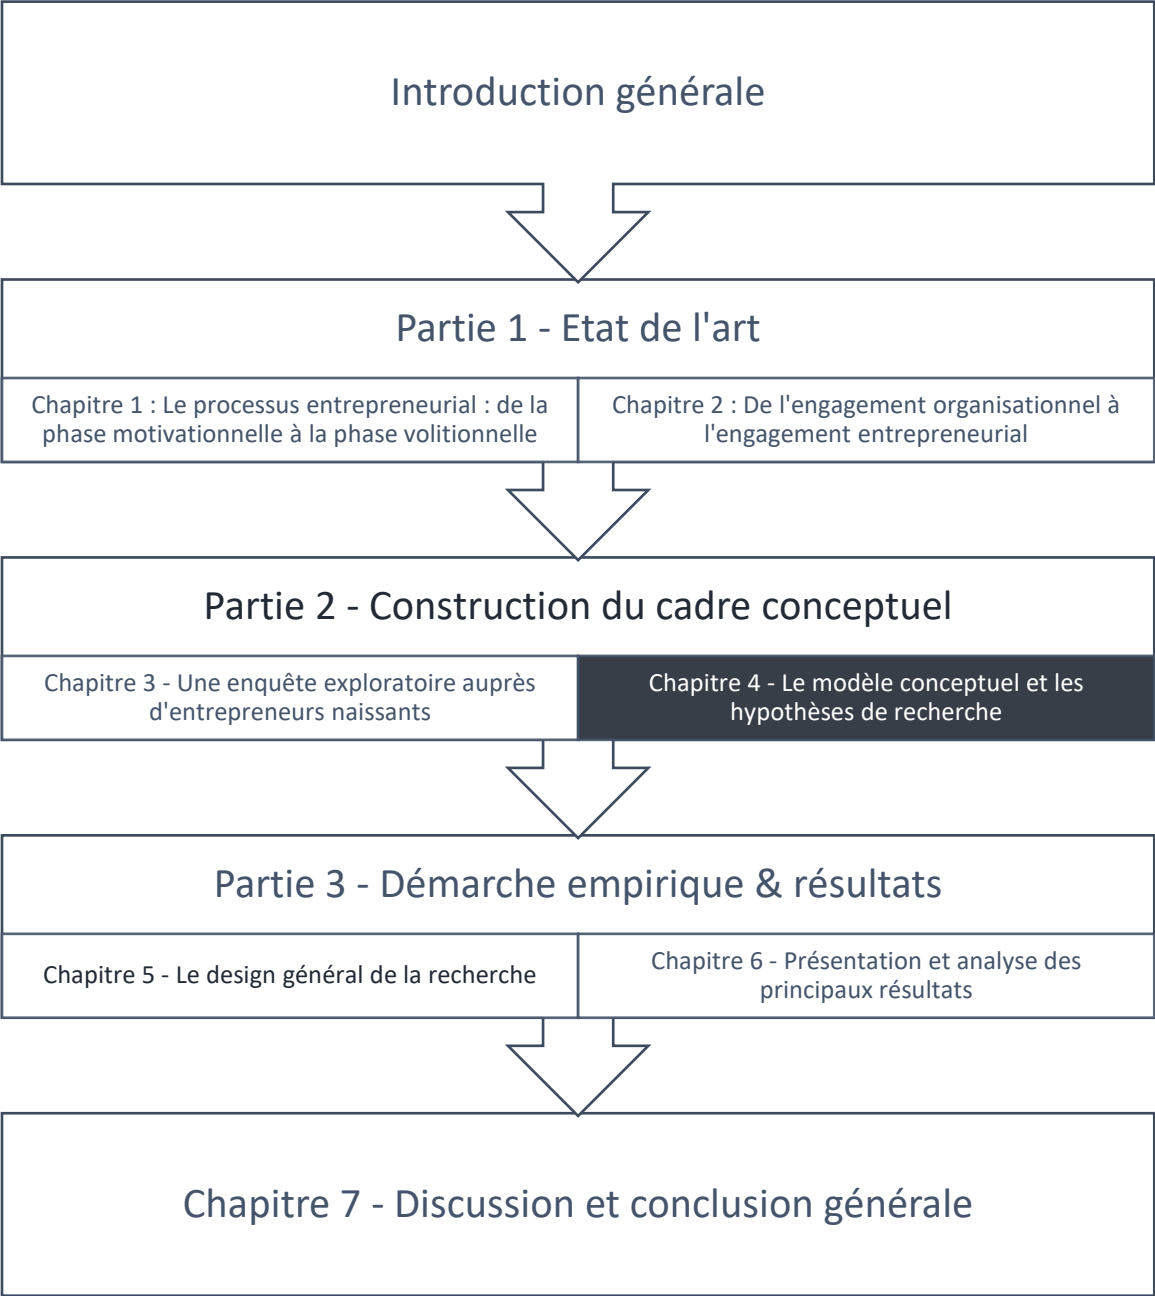 Introduction générale
Partie 1 - Etat de l'art
Chapitre 1 : Le processus entrepreneurial : de la
phase motivationnelle à la phase volitionnelle
Chapitre 2 : De l'engagement organisationnel à
l'engagement entrepreneurial
Partie 2 - Construction du cadre conceptuel
Chapitre 3 - Une enquête exploratoire auprès
d'entrepreneurs naissants
Chapitre 4 - Le modèle conceptuel et les
hypothèses de recherche
Partie 3 - Démarche empirique & résultats
Chapitre 5 - Le design général de la recherche
Chapitre 6 - Présentation et analyse des
principaux résultats
Chapitre 7 - Discussion et conclusion générale